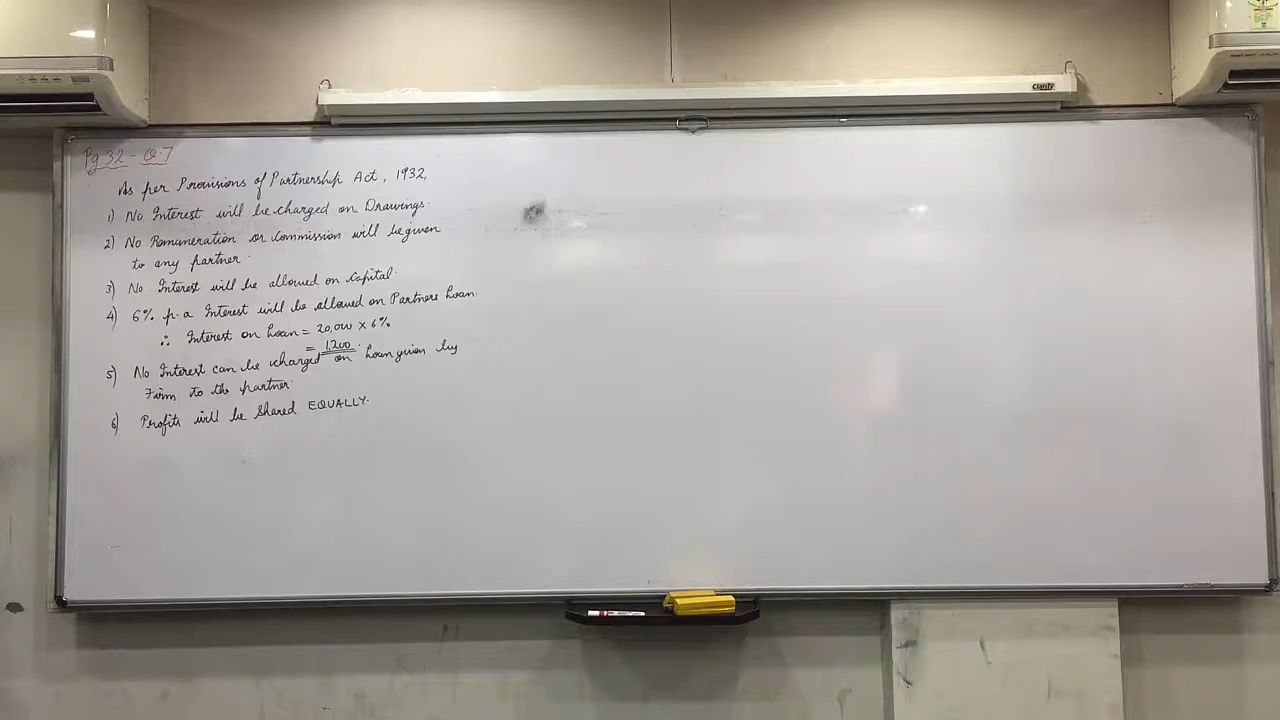 Pg 32 - Q.7
As per Provisions of Partnership Act, 1932,
1) No Interest will be charged on Drawings.
2) No Remuneration or Commission will be given
to any partner.
3) No Interest will be allowed on Capital.
4) 6% p.a Interest will be allowed on Partners Loan.
∴ Interest on Loan = 20,000 x 6%
= 1,200.
5) No Interest can be charged on Loan given by
Firm to the partner.
6) Profits will be Shared EQUALLY.
clarity